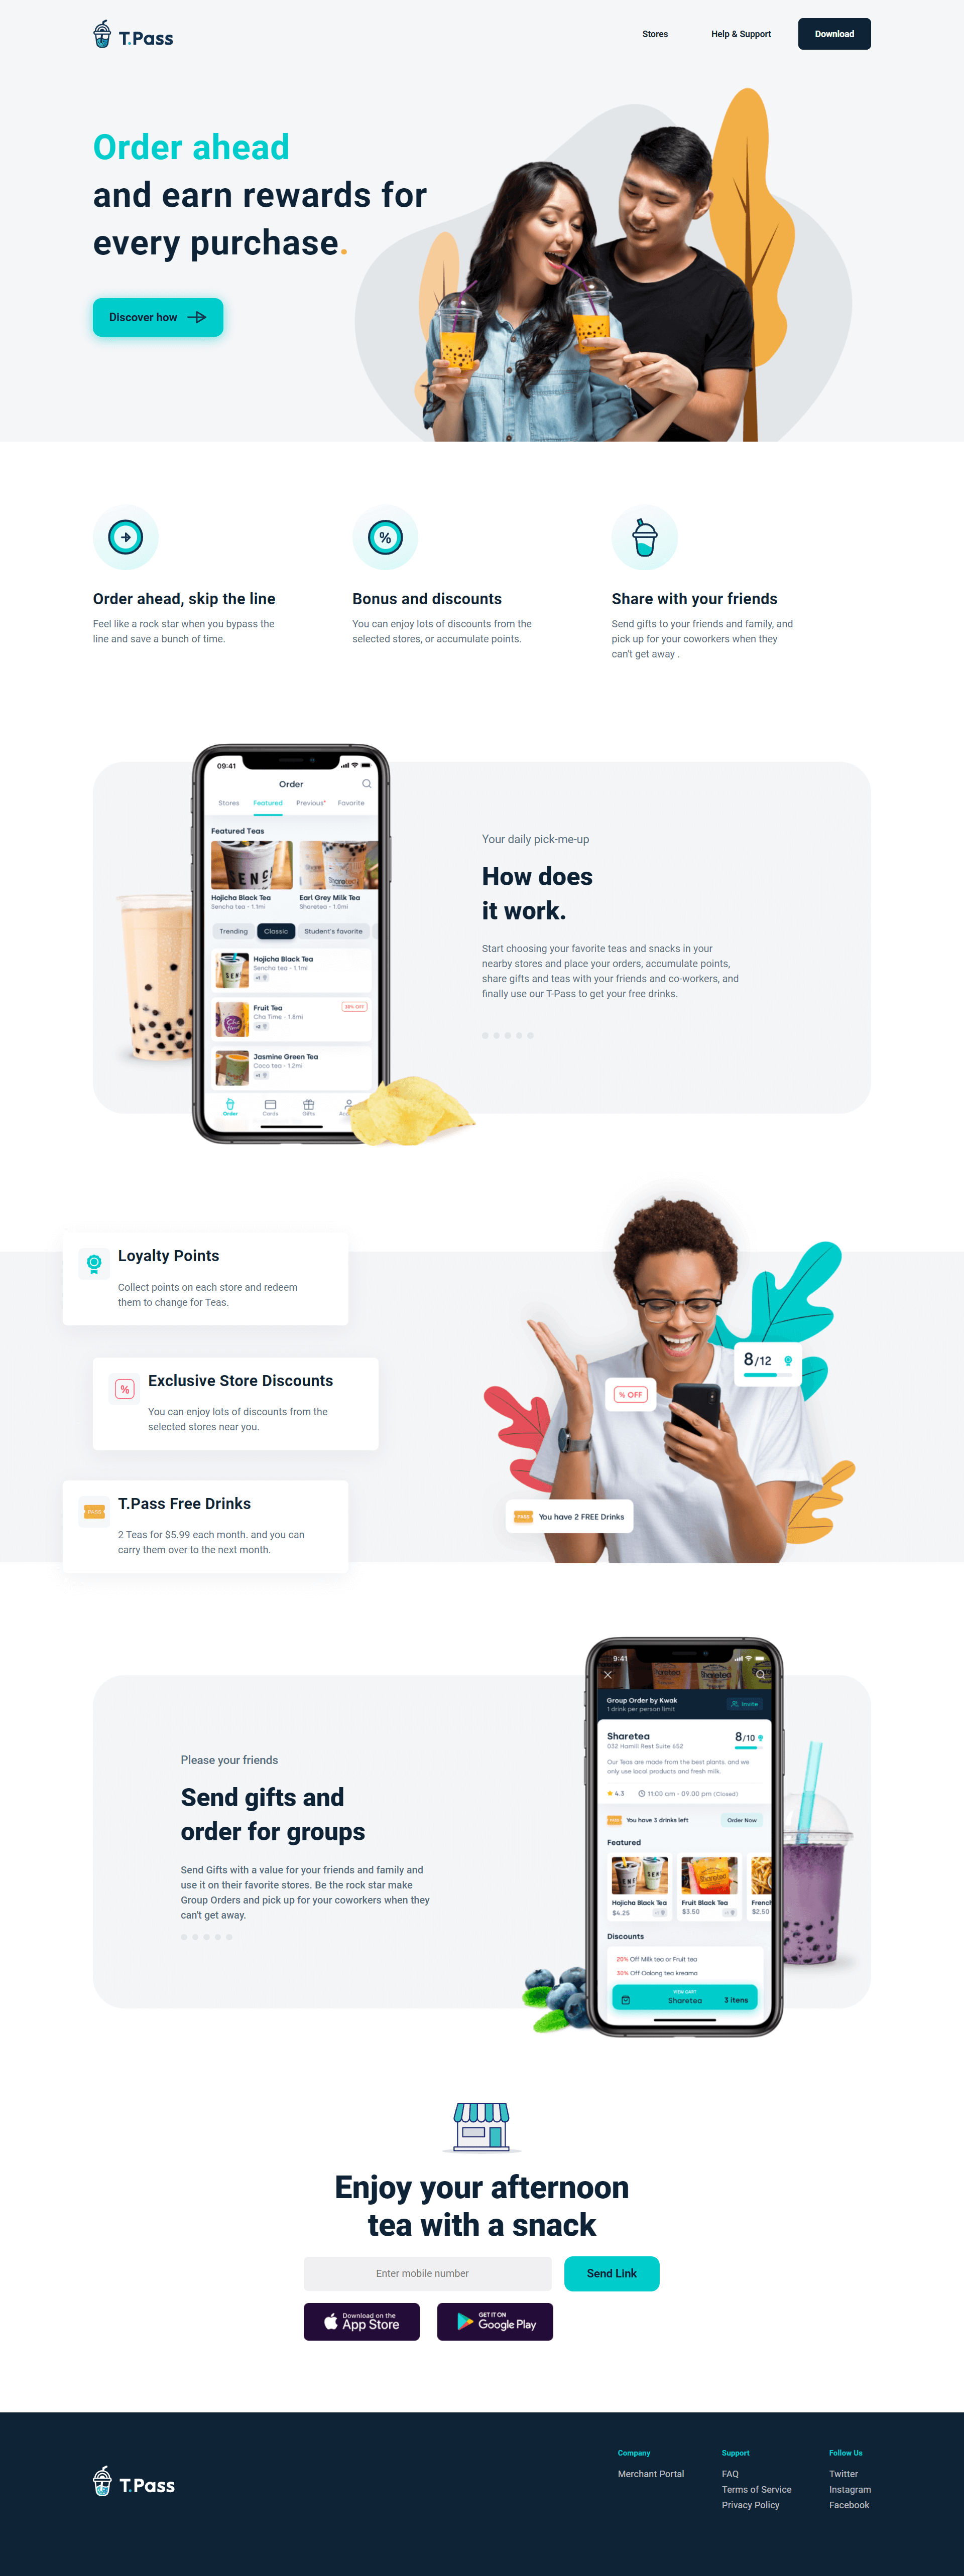 T.Pass
Stores
Help & Support
Download
Order ahead
and earn rewards for
every purchase.
Discover how
Order ahead, skip the line
Feel like a rock star when you bypass the
line and save a bunch of time.
%
Bonus and discounts
You can enjoy lots of discounts from the
selected stores, or accumulate points.
Share with your friends
Send gifts to your friends and family, and
pick up for your coworkers when they
can't get away .
09:41
Order
Stores Featured Previous* Favorite
Featured Teas
Hojicha Black Tea
Sencha tea - 1.1mi
Earl Grey Milk Tea
Sharetea - 1.0mi
Trending Classic Student's favorite
Hojicha Black Tea
Sencha tea - 1.1mi
Fruit Tea
Cha Time - 1.8mi
30% OFF
Jasmine Green Tea
Coco tea - 1.2mi
Order Cards Gifts
Your daily pick-me-up
How does
it work.
Start choosing your favorite teas and snacks in your
nearby stores and place your orders, accumulate points,
share gifts and teas with your friends and co-workers, and
finally use our T-Pass to get your free drinks.
Loyalty Points
Collect points on each store and redeem
them to change for Teas.
%
Exclusive Store Discounts
You can enjoy lots of discounts from the
selected stores near you.
PASS
T.Pass Free Drinks
2 Teas for $5.99 each month. and you can
carry them over to the next month.
8/12
% OFF
PASS
You have 2 FREE Drinks
Please your friends
Send gifts and
order for groups
Send Gifts with a value for your friends and family and
use it on their favorite stores. Be the rock star make
Group Orders and pick up for your coworkers when they
can't get away.
9:41
Group Order by Kwak
1 drink per person limit
Invite
Sharetea
032 Hamill Rest Suite 652
8/10
Our Teas are made from the best plants. and we
only use local products and fresh milk.
4.3
11:00 am - 09.00 pm (Closed)
You have 3 drinks left
Order Now
Featured
Hojicha Black Tea
$4.25
Fruit Black Tea
$3.50
French
$2.50
Discounts
20% Off Milk tea or Fruit tea
30% Off Oolong tea kreama
VIEW CART
Sharetea
3 itens
Enjoy your afternoon
tea with a snack
Enter mobile number
Send Link
Download on the
App Store
GET IT ON
Google Play
T.Pass
Company
Merchant Portal
Support
FAQ
Terms of Service
Privacy Policy
Follow Us
Twitter
Instagram
Facebook